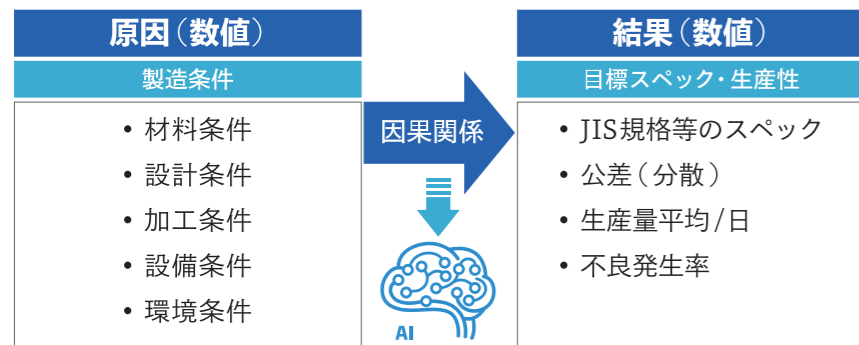 原因（数値）
製造条件
• 材料条件
• 設計条件
• 加工条件
• 設備条件
• 環境条件
因果関係
AI
結果（数値）
目標スペック・生産性
• JIS規格等のスペック
• 公差（分散）
• 生産量平均/日
• 不良発生率